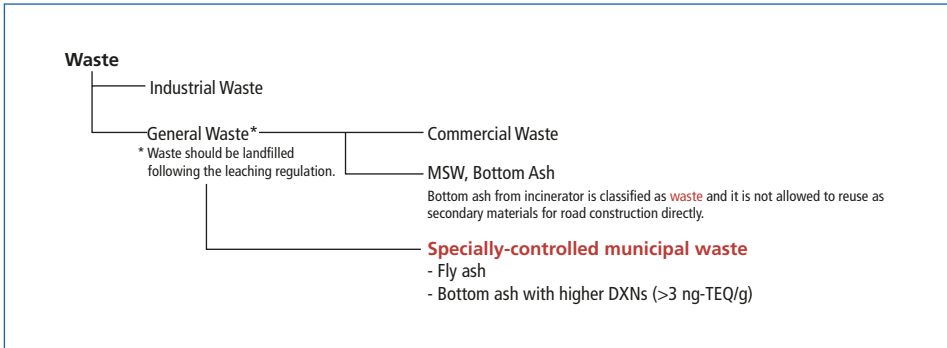 Waste
Industrial Waste
General Waste*
* Waste should be landfilled
following the leaching regulation.
Commercial Waste
MSW, Bottom Ash
Bottom ash from incinerator is classified as waste and it is not allowed to reuse as
secondary materials for road construction directly.
Specially-controlled municipal waste
- Fly ash
- Bottom ash with higher DXNs (>3 ng-TEQ/g)